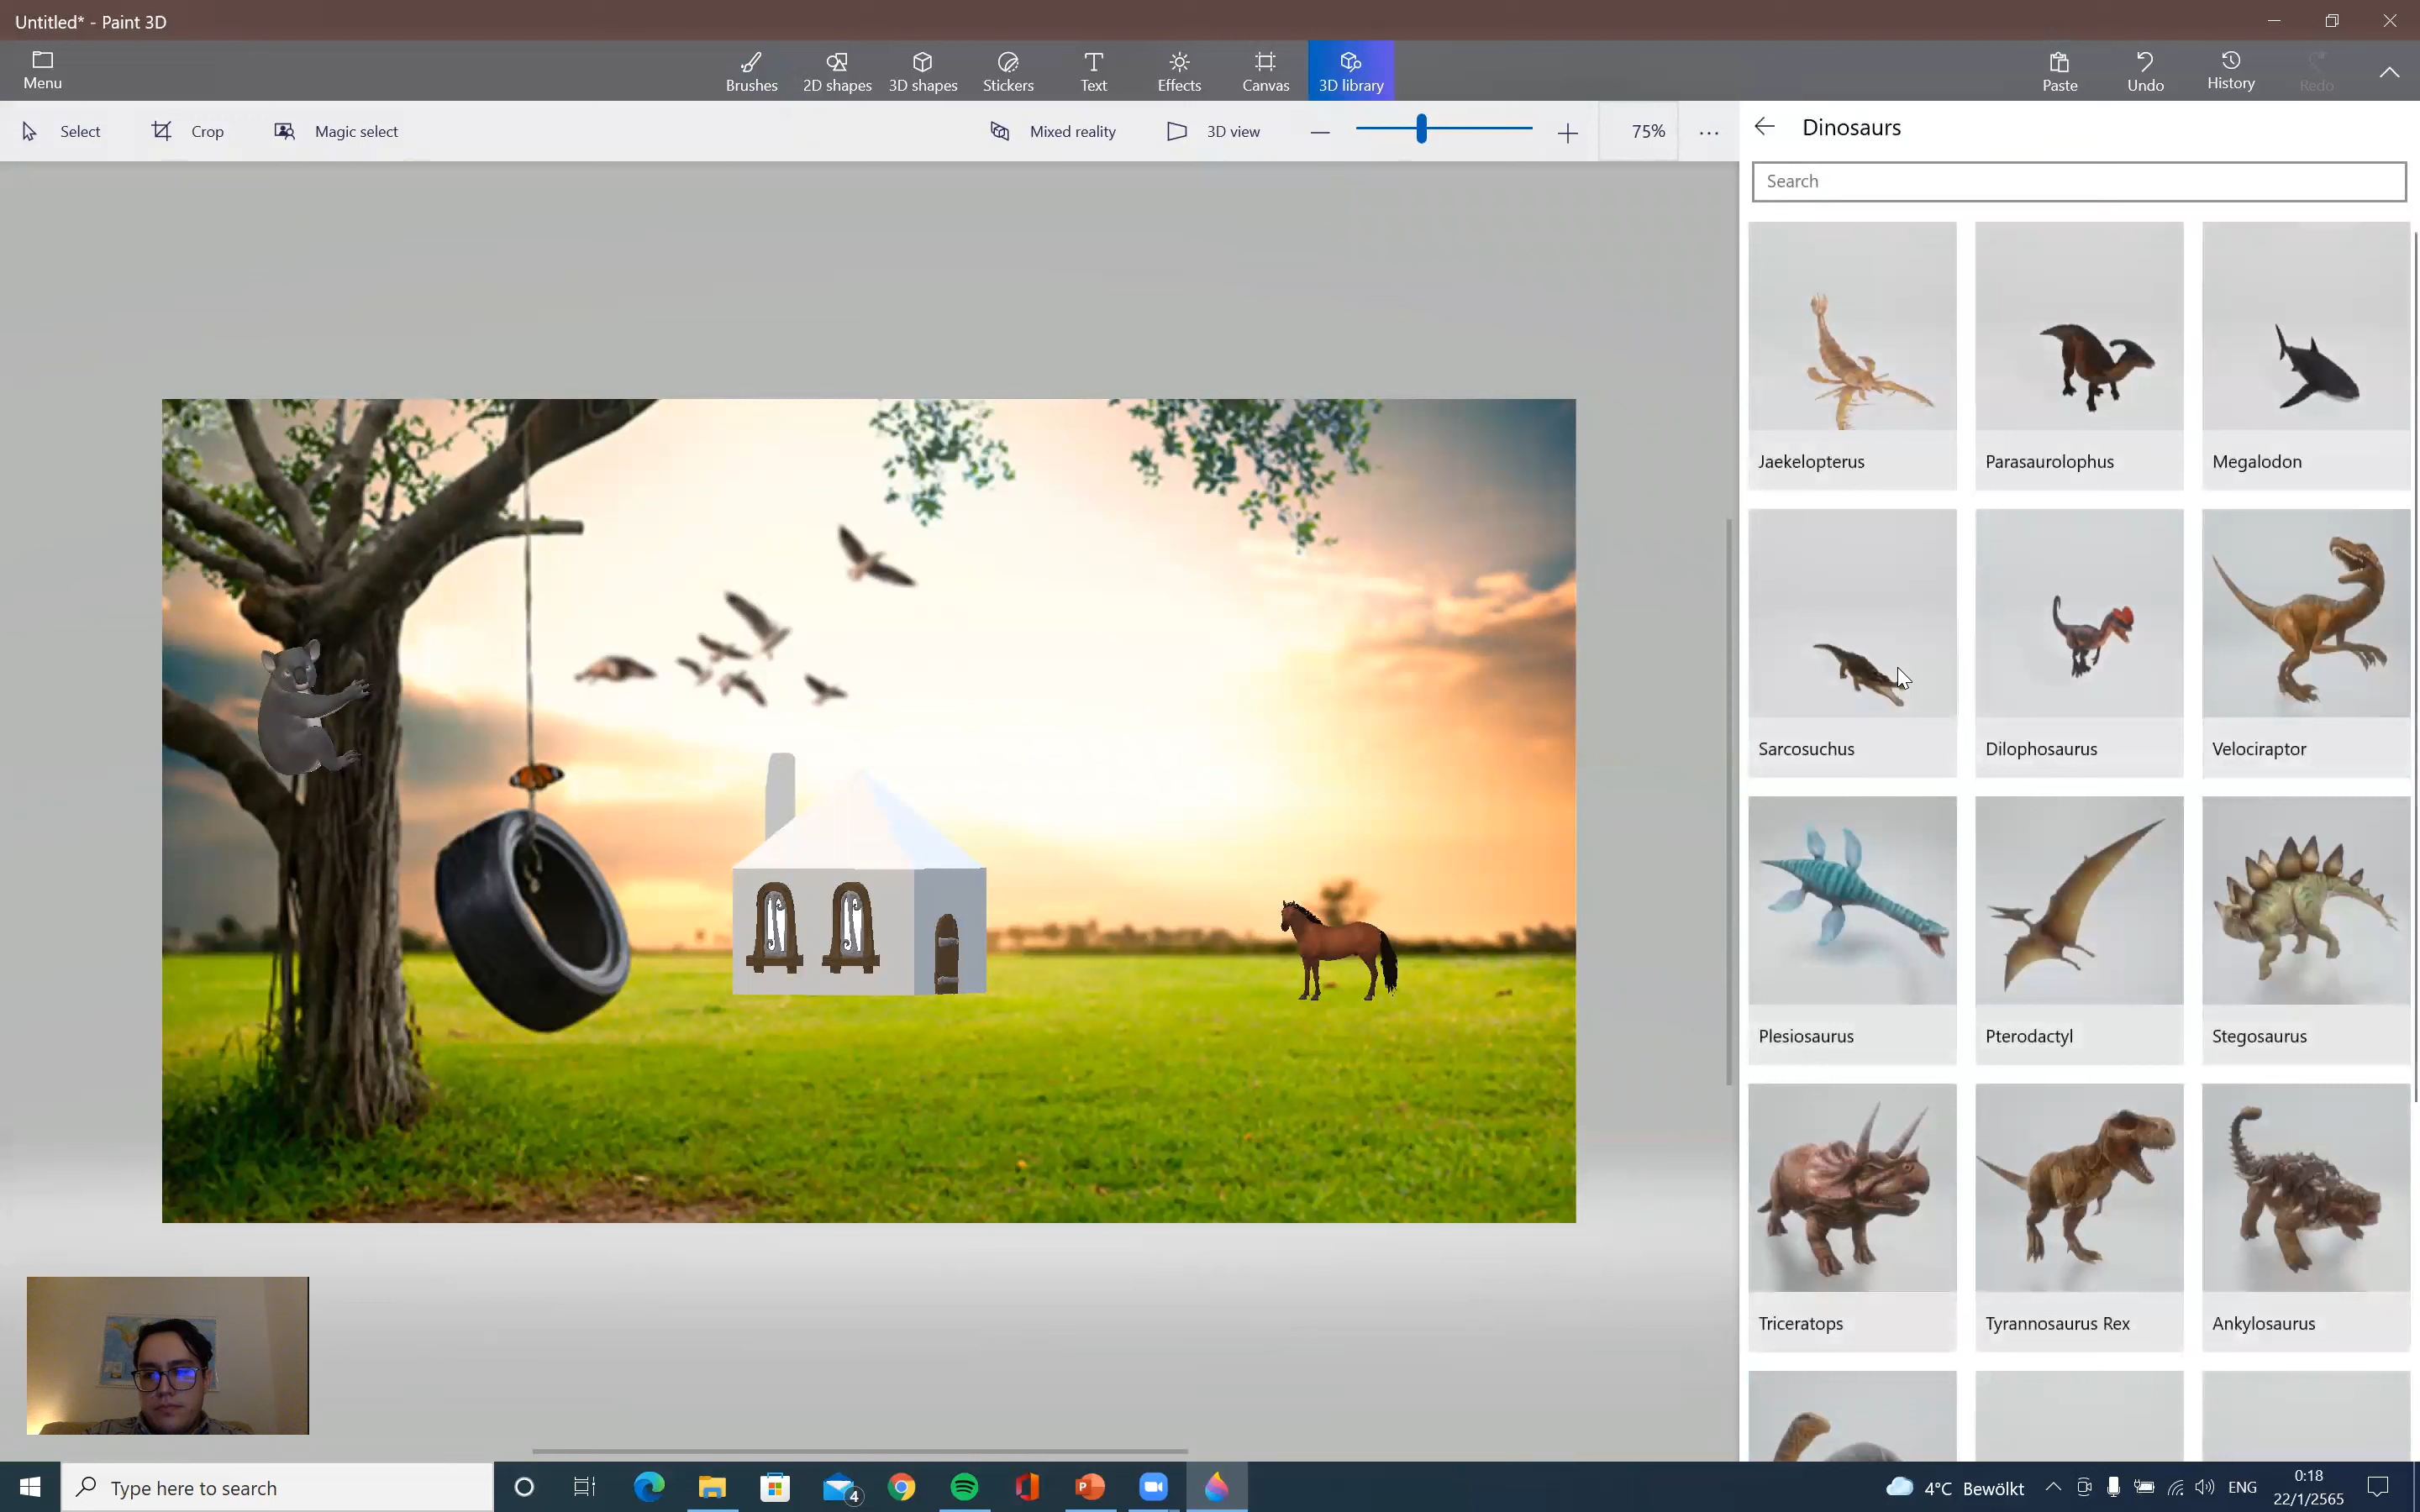 Untitled* - Paint 3D
Menu
Brushes
2D shapes
3D shapes
Stickers
Text
Effects
Canvas
3D library
Paste
Undo
History
Redo
Select
Crop
Magic select
Mixed reality
3D view
75%
Dinosaurs
Search
Jaekelopterus
Parasaurolophus
Megalodon
Sarcosuchus
Dilophosaurus
Velociraptor
Plesiosaurus
Pterodactyl
Stegosaurus
Triceratops
Tyrannosaurus Rex
Ankylosaurus
Type here to search
4
4°C Bewölkt
ENG
0:18
22/1/2565